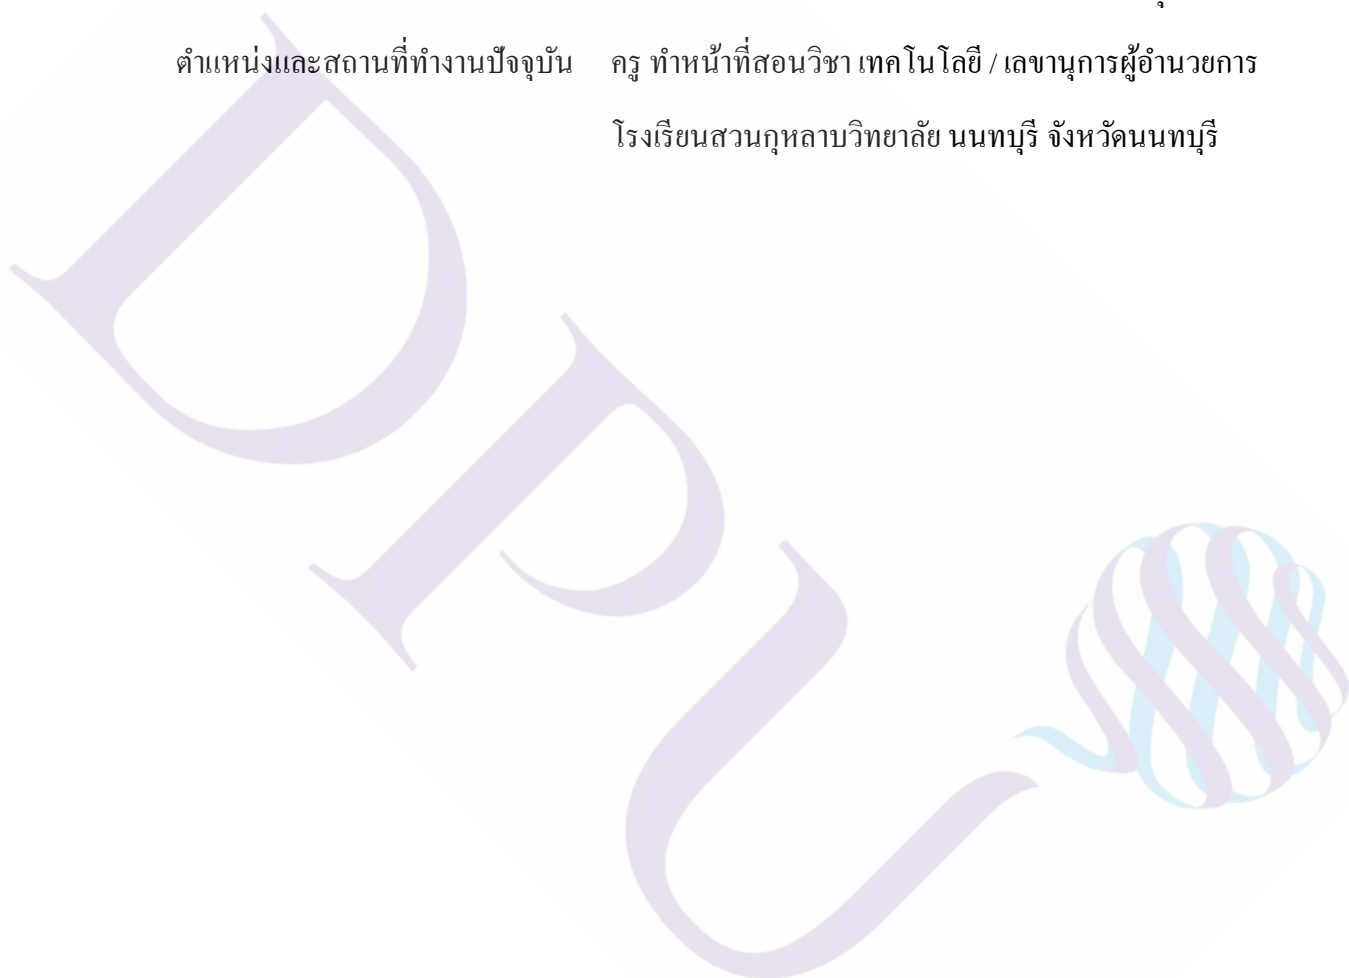 ตำแหน่งและสถานที่ทำงานปัจจุบัน ครู ทำหน้าที่สอนวิชา เทคโนโลยี / เลขานุการผู้อำนวยการ
โรงเรียนสวนกุหลาบวิทยาลัย นนทบุรี จังหวัดนนทบุรี
DPU